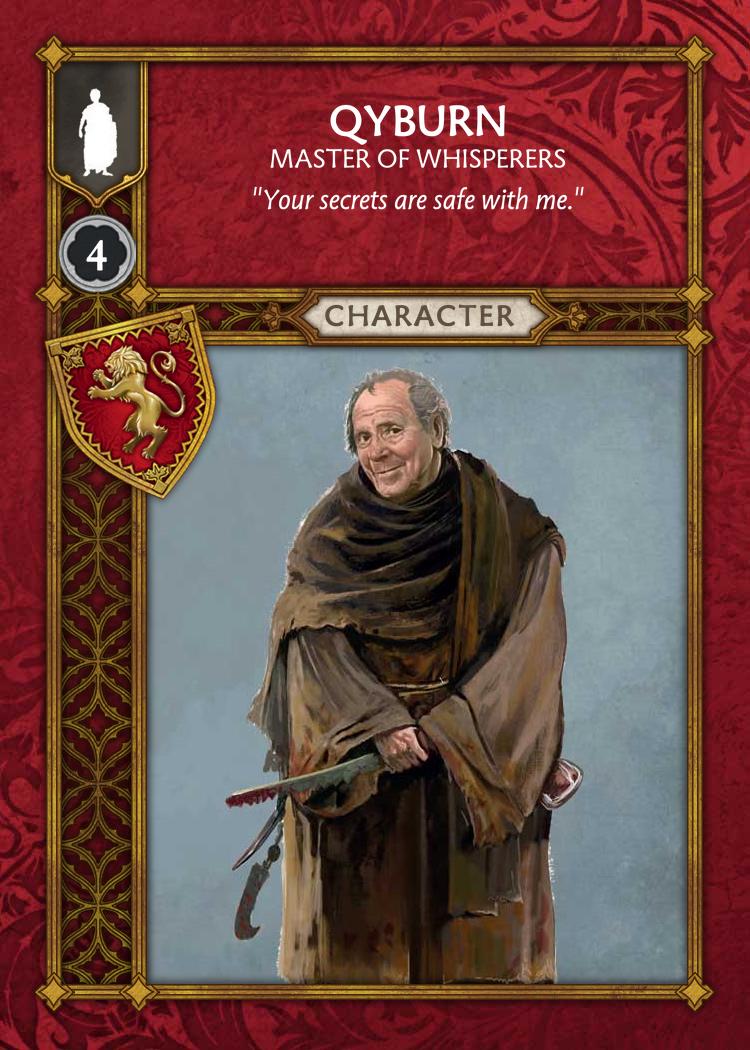 QYBURN
MASTER OF WHISPERERS
"Your secrets are safe with me."
4
CHARACTER